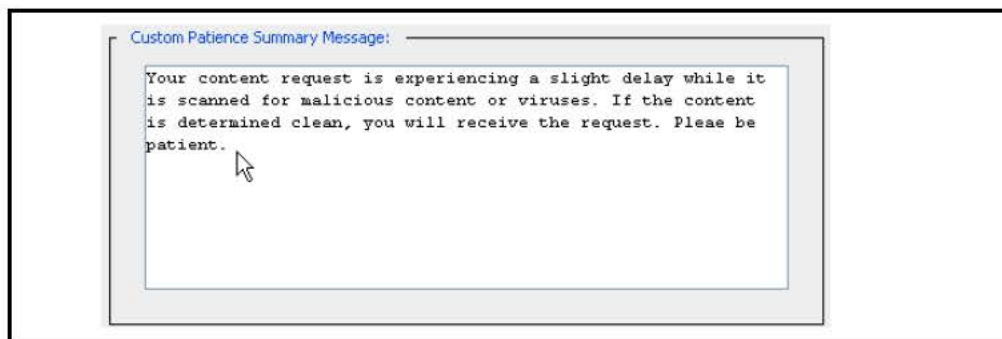 Custom Patience Summary Message:
Your content request is experiencing a slight delay while it
is scanned for malicious content or viruses. If the content
is determined clean, you will receive the request. Pleae be
patient.